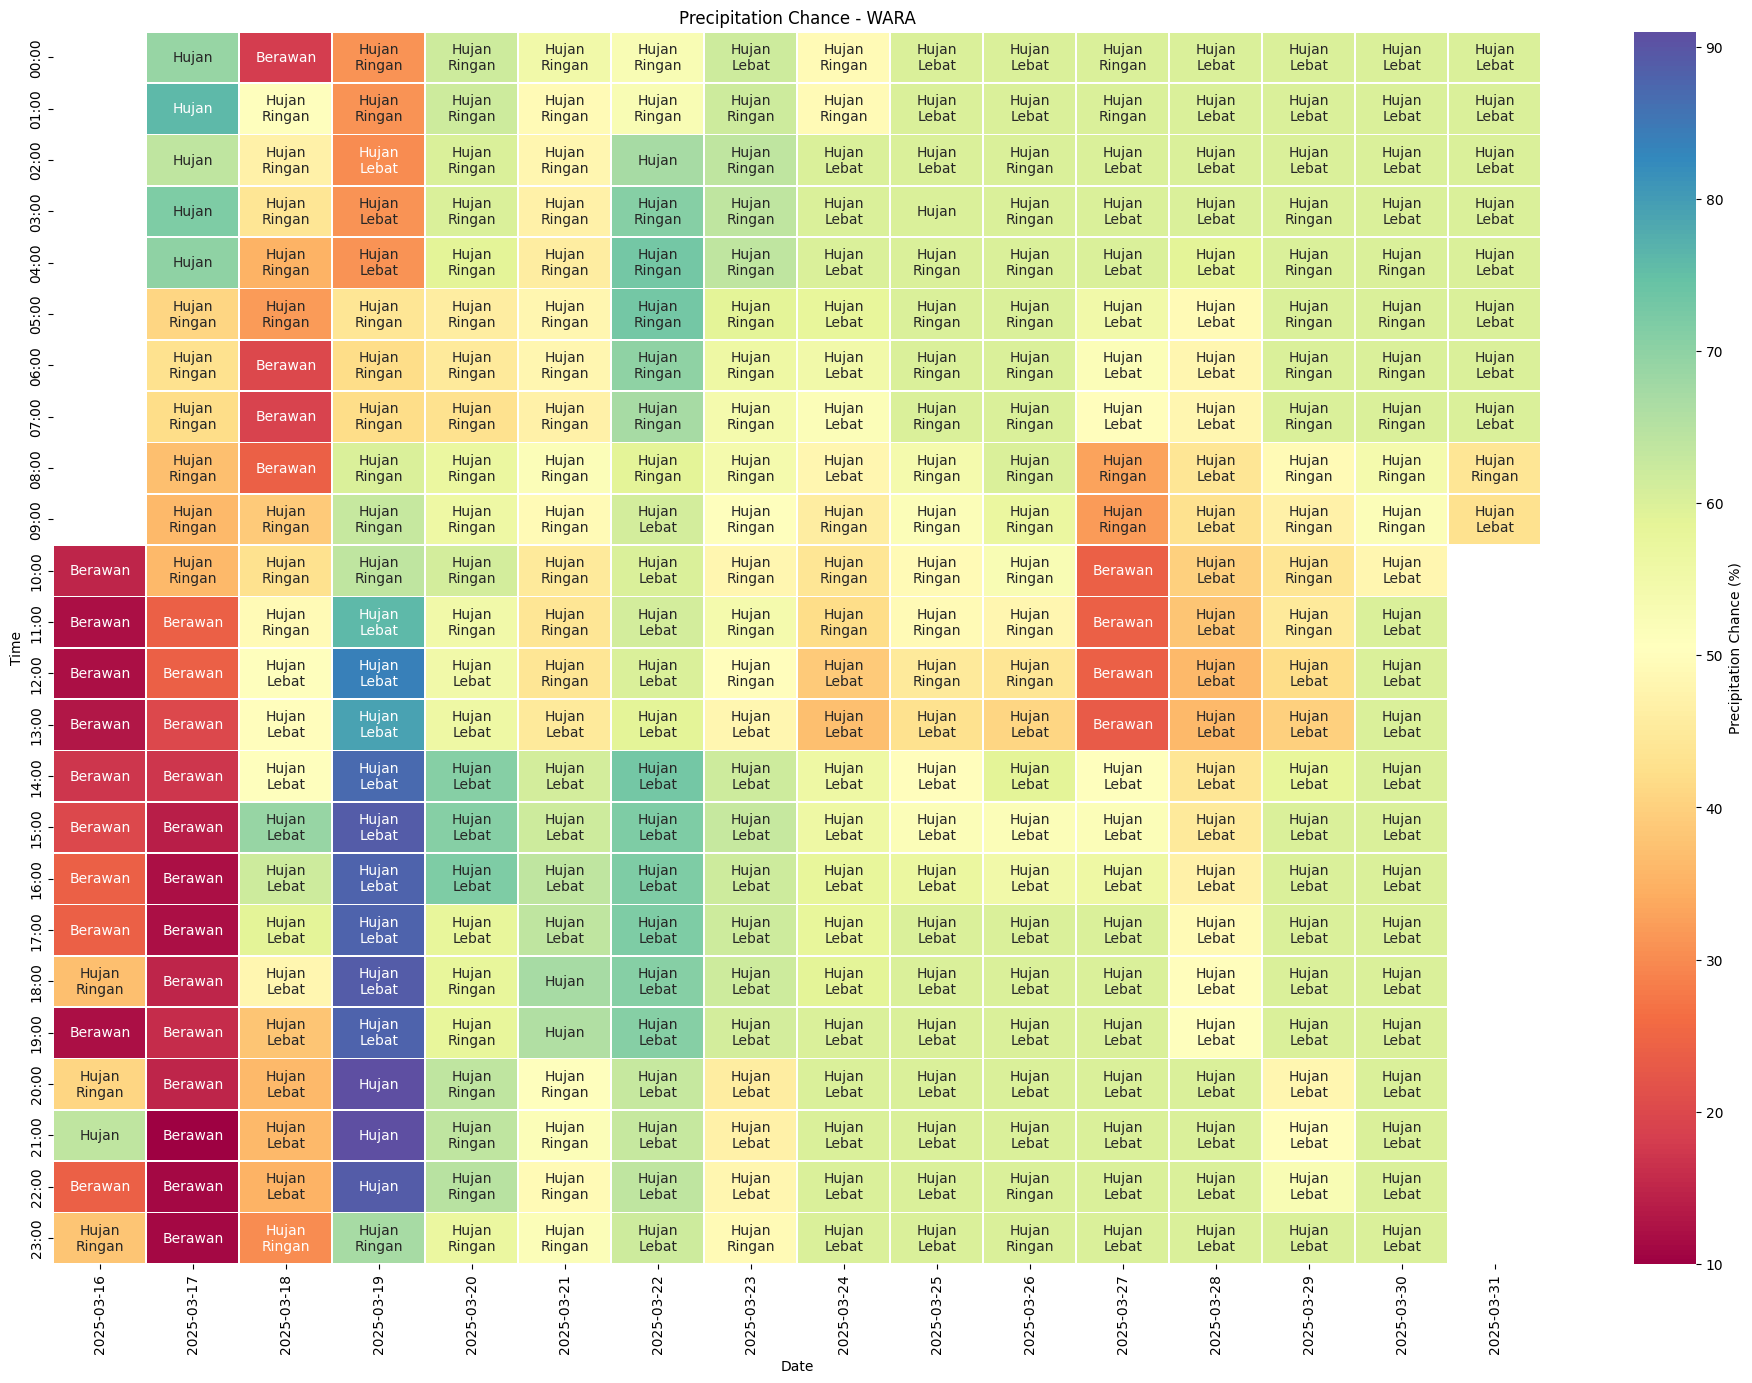 Precipitation Chance - WARA
00:00 Hujan Berawan Hujan Ringan Hujan Ringan Hujan Ringan Hujan Ringan Hujan Lebat Hujan Ringan Hujan Lebat Hujan Lebat Hujan Ringan Hujan Lebat Hujan Lebat Hujan Lebat Hujan Lebat
01:00 Hujan Hujan Ringan Hujan Ringan Hujan Ringan Hujan Ringan Hujan Ringan Hujan Ringan Hujan Ringan Hujan Lebat Hujan Lebat Hujan Ringan Hujan Lebat Hujan Lebat Hujan Lebat Hujan Lebat
02:00 Hujan Hujan Ringan Hujan Lebat Hujan Ringan Hujan Ringan Hujan Hujan Ringan Hujan Lebat Hujan Lebat Hujan Ringan Hujan Lebat Hujan Lebat Hujan Lebat Hujan Lebat Hujan Lebat
03:00 Hujan Hujan Ringan Hujan Lebat Hujan Ringan Hujan Ringan Hujan Ringan Hujan Ringan Hujan Lebat Hujan Hujan Ringan Hujan Lebat Hujan Lebat Hujan Ringan Hujan Lebat Hujan Lebat
04:00 Hujan Hujan Ringan Hujan Lebat Hujan Ringan Hujan Ringan Hujan Ringan Hujan Ringan Hujan Lebat Hujan Ringan Hujan Ringan Hujan Lebat Hujan Lebat Hujan Ringan Hujan Ringan Hujan Lebat
05:00 Hujan Ringan Hujan Ringan Hujan Ringan Hujan Ringan Hujan Ringan Hujan Ringan Hujan Ringan Hujan Lebat Hujan Ringan Hujan Ringan Hujan Lebat Hujan Lebat Hujan Ringan Hujan Ringan Hujan Lebat
06:00 Hujan Ringan Berawan Hujan Ringan Hujan Ringan Hujan Ringan Hujan Ringan Hujan Ringan Hujan Lebat Hujan Ringan Hujan Ringan Hujan Lebat Hujan Lebat Hujan Ringan Hujan Ringan Hujan Lebat
07:00 Hujan Ringan Berawan Hujan Ringan Hujan Ringan Hujan Ringan Hujan Ringan Hujan Ringan Hujan Lebat Hujan Ringan Hujan Ringan Hujan Lebat Hujan Lebat Hujan Ringan Hujan Ringan Hujan Lebat
08:00 Hujan Ringan Berawan Hujan Ringan Hujan Ringan Hujan Ringan Hujan Ringan Hujan Ringan Hujan Lebat Hujan Ringan Hujan Ringan Hujan Ringan Hujan Lebat Hujan Ringan Hujan Ringan Hujan Ringan
09:00 Hujan Ringan Hujan Ringan Hujan Ringan Hujan Ringan Hujan Ringan Hujan Lebat Hujan Ringan Hujan Ringan Hujan Ringan Hujan Ringan Hujan Ringan Hujan Lebat Hujan Ringan Hujan Ringan Hujan Lebat
10:00 Berawan Hujan Ringan Hujan Ringan Hujan Ringan Hujan Ringan Hujan Ringan Hujan Lebat Hujan Ringan Hujan Ringan Hujan Ringan Hujan Ringan Berawan Hujan Lebat Hujan Ringan Hujan Lebat
11:00 Berawan Berawan Hujan Ringan Hujan Lebat Hujan Ringan Hujan Ringan Hujan Lebat Hujan Ringan Hujan Ringan Hujan Ringan Hujan Ringan Berawan Hujan Lebat Hujan Ringan Hujan Lebat
12:00 Berawan Berawan Hujan Lebat Hujan Lebat Hujan Lebat Hujan Ringan Hujan Lebat Hujan Ringan Hujan Lebat Hujan Ringan Hujan Ringan Berawan Hujan Lebat Hujan Lebat Hujan Lebat
13:00 Berawan Berawan Hujan Lebat Hujan Lebat Hujan Lebat Hujan Lebat Hujan Lebat Hujan Lebat Hujan Lebat Hujan Lebat Hujan Lebat Berawan Hujan Lebat Hujan Lebat Hujan Lebat
14:00 Berawan Berawan Hujan Lebat Hujan Lebat Hujan Lebat Hujan Lebat Hujan Lebat Hujan Lebat Hujan Lebat Hujan Lebat Hujan Lebat Hujan Lebat Hujan Lebat Hujan Lebat Hujan Lebat
15:00 Berawan Berawan Hujan Lebat Hujan Lebat Hujan Lebat Hujan Lebat Hujan Lebat Hujan Lebat Hujan Lebat Hujan Lebat Hujan Lebat Hujan Lebat Hujan Lebat Hujan Lebat Hujan Lebat
16:00 Berawan Berawan Hujan Lebat Hujan Lebat Hujan Lebat Hujan Lebat Hujan Lebat Hujan Lebat Hujan Lebat Hujan Lebat Hujan Lebat Hujan Lebat Hujan Lebat Hujan Lebat Hujan Lebat
17:00 Berawan Berawan Hujan Lebat Hujan Lebat Hujan Lebat Hujan Lebat Hujan Lebat Hujan Lebat Hujan Lebat Hujan Lebat Hujan Lebat Hujan Lebat Hujan Lebat Hujan Lebat Hujan Lebat
18:00 Hujan Ringan Berawan Hujan Lebat Hujan Lebat Hujan Ringan Hujan Hujan Lebat Hujan Lebat Hujan Lebat Hujan Lebat Hujan Lebat Hujan Lebat Hujan Lebat Hujan Lebat Hujan Lebat
19:00 Berawan Berawan Hujan Lebat Hujan Lebat Hujan Ringan Hujan Hujan Lebat Hujan Lebat Hujan Lebat Hujan Lebat Hujan Lebat Hujan Lebat Hujan Lebat Hujan Lebat Hujan Lebat
20:00 Hujan Ringan Berawan Hujan Lebat Hujan Hujan Ringan Hujan Ringan Hujan Lebat Hujan Lebat Hujan Lebat Hujan Lebat Hujan Lebat Hujan Lebat Hujan Lebat Hujan Lebat Hujan Lebat
21:00 Hujan Berawan Hujan Lebat Hujan Hujan Ringan Hujan Ringan Hujan Lebat Hujan Lebat Hujan Lebat Hujan Lebat Hujan Lebat Hujan Lebat Hujan Lebat Hujan Lebat Hujan Lebat
22:00 Berawan Berawan Hujan Lebat Hujan Hujan Ringan Hujan Ringan Hujan Lebat Hujan Lebat Hujan Lebat Hujan Lebat Hujan Ringan Hujan Lebat Hujan Lebat Hujan Lebat Hujan Lebat
23:00 Hujan Ringan Berawan Hujan Ringan Hujan Ringan Hujan Ringan Hujan Ringan Hujan Lebat Hujan Ringan Hujan Lebat Hujan Lebat Hujan Ringan Hujan Lebat Hujan Lebat Hujan Lebat Hujan Lebat
2025-03-16 2025-03-17 2025-03-18 2025-03-19 2025-03-20 2025-03-21 2025-03-22 2025-03-23 2025-03-24 2025-03-25 2025-03-26 2025-03-27 2025-03-28 2025-03-29 2025-03-30 2025-03-31
Date
Time
90
80
70
60
50
40
30
20
10
Precipitation Chance (%)